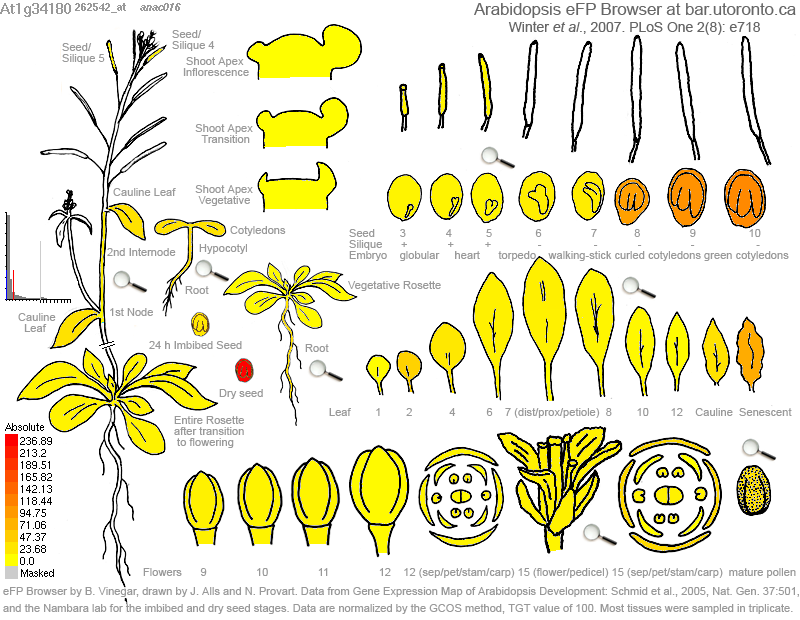 At1g34180 262542_at anac016
Arabidopsis eFP Browser at bar.utoronto.ca
Winter et al., 2007. PLoS One 2(8): e718
Seed/
Silique 5
Seed/
Silique 4
Shoot Apex
Inflorescence
Shoot Apex
Transition
Shoot Apex
Vegetative
Cauline Leaf
2nd Internode
Cotyledons
Hypocotyl
Root
1st Node
Cauline
Leaf
24 h Imbibed Seed
Dry seed
Vegetative Rosette
Root
Entire Rosette
after transition
to flowering
Seed 3 4 5 6 7 8 9 10
Silique + + + - - - - -
Embryo globular heart torpedo walking-stick curled cotyledons green cotyledons
Leaf 1 2 4 6 7 (dist/prox/petiole) 8 10 12 Cauline Senescent
Absolute
236.89
213.2
189.51
165.82
142.13
118.44
94.75
71.06
47.37
23.68
0.0
Masked
Flowers 9 10 11 12 12 (sep/pet/stam/carp) 15 (flower/pedicel) 15 (sep/pet/stam/carp) mature pollen
eFP Browser by B. Vinegar, drawn by J. Alls and N. Provart. Data from Gene Expression Map of Arabidopsis Development: Schmid et al., 2005, Nat. Gen. 37:501,
and the Nambara lab for the imbibed and dry seed stages. Data are normalized by the GCOS method, TGT value of 100. Most tissues were sampled in triplicate.